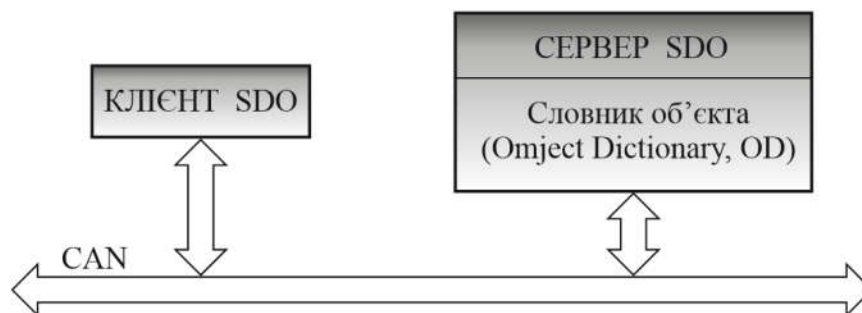 КЛІЄНТ SDO
СЕРВЕР SDO
Словник об’єкта
(Omject Dictionary, OD)
CAN